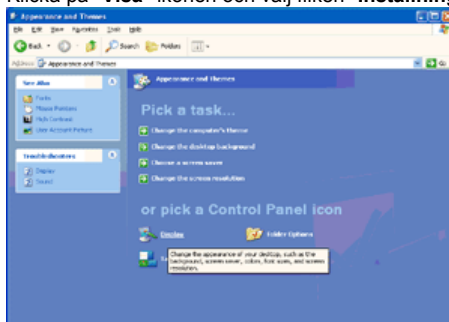 Klicka på "Visa"-ikonen och välj fliken "Inställning
Appearance and Themes
File Edit View Favorites Tools Help
Back Search Folders
Address Appearance and Themes
See Also
Fonts
Mouse Pointers
High Contrast
User Account Picture
Troubleshooters
Display
Sound
Appearance and Themes
Pick a task...
Change the computer's theme
Change the desktop background
Choose a screen saver
Change the screen resolution
or pick a Control Panel icon
Display Folder Options
Change the appearance of your desktop, such as the
background, screen saver, colors, font sizes, and screen
resolution.